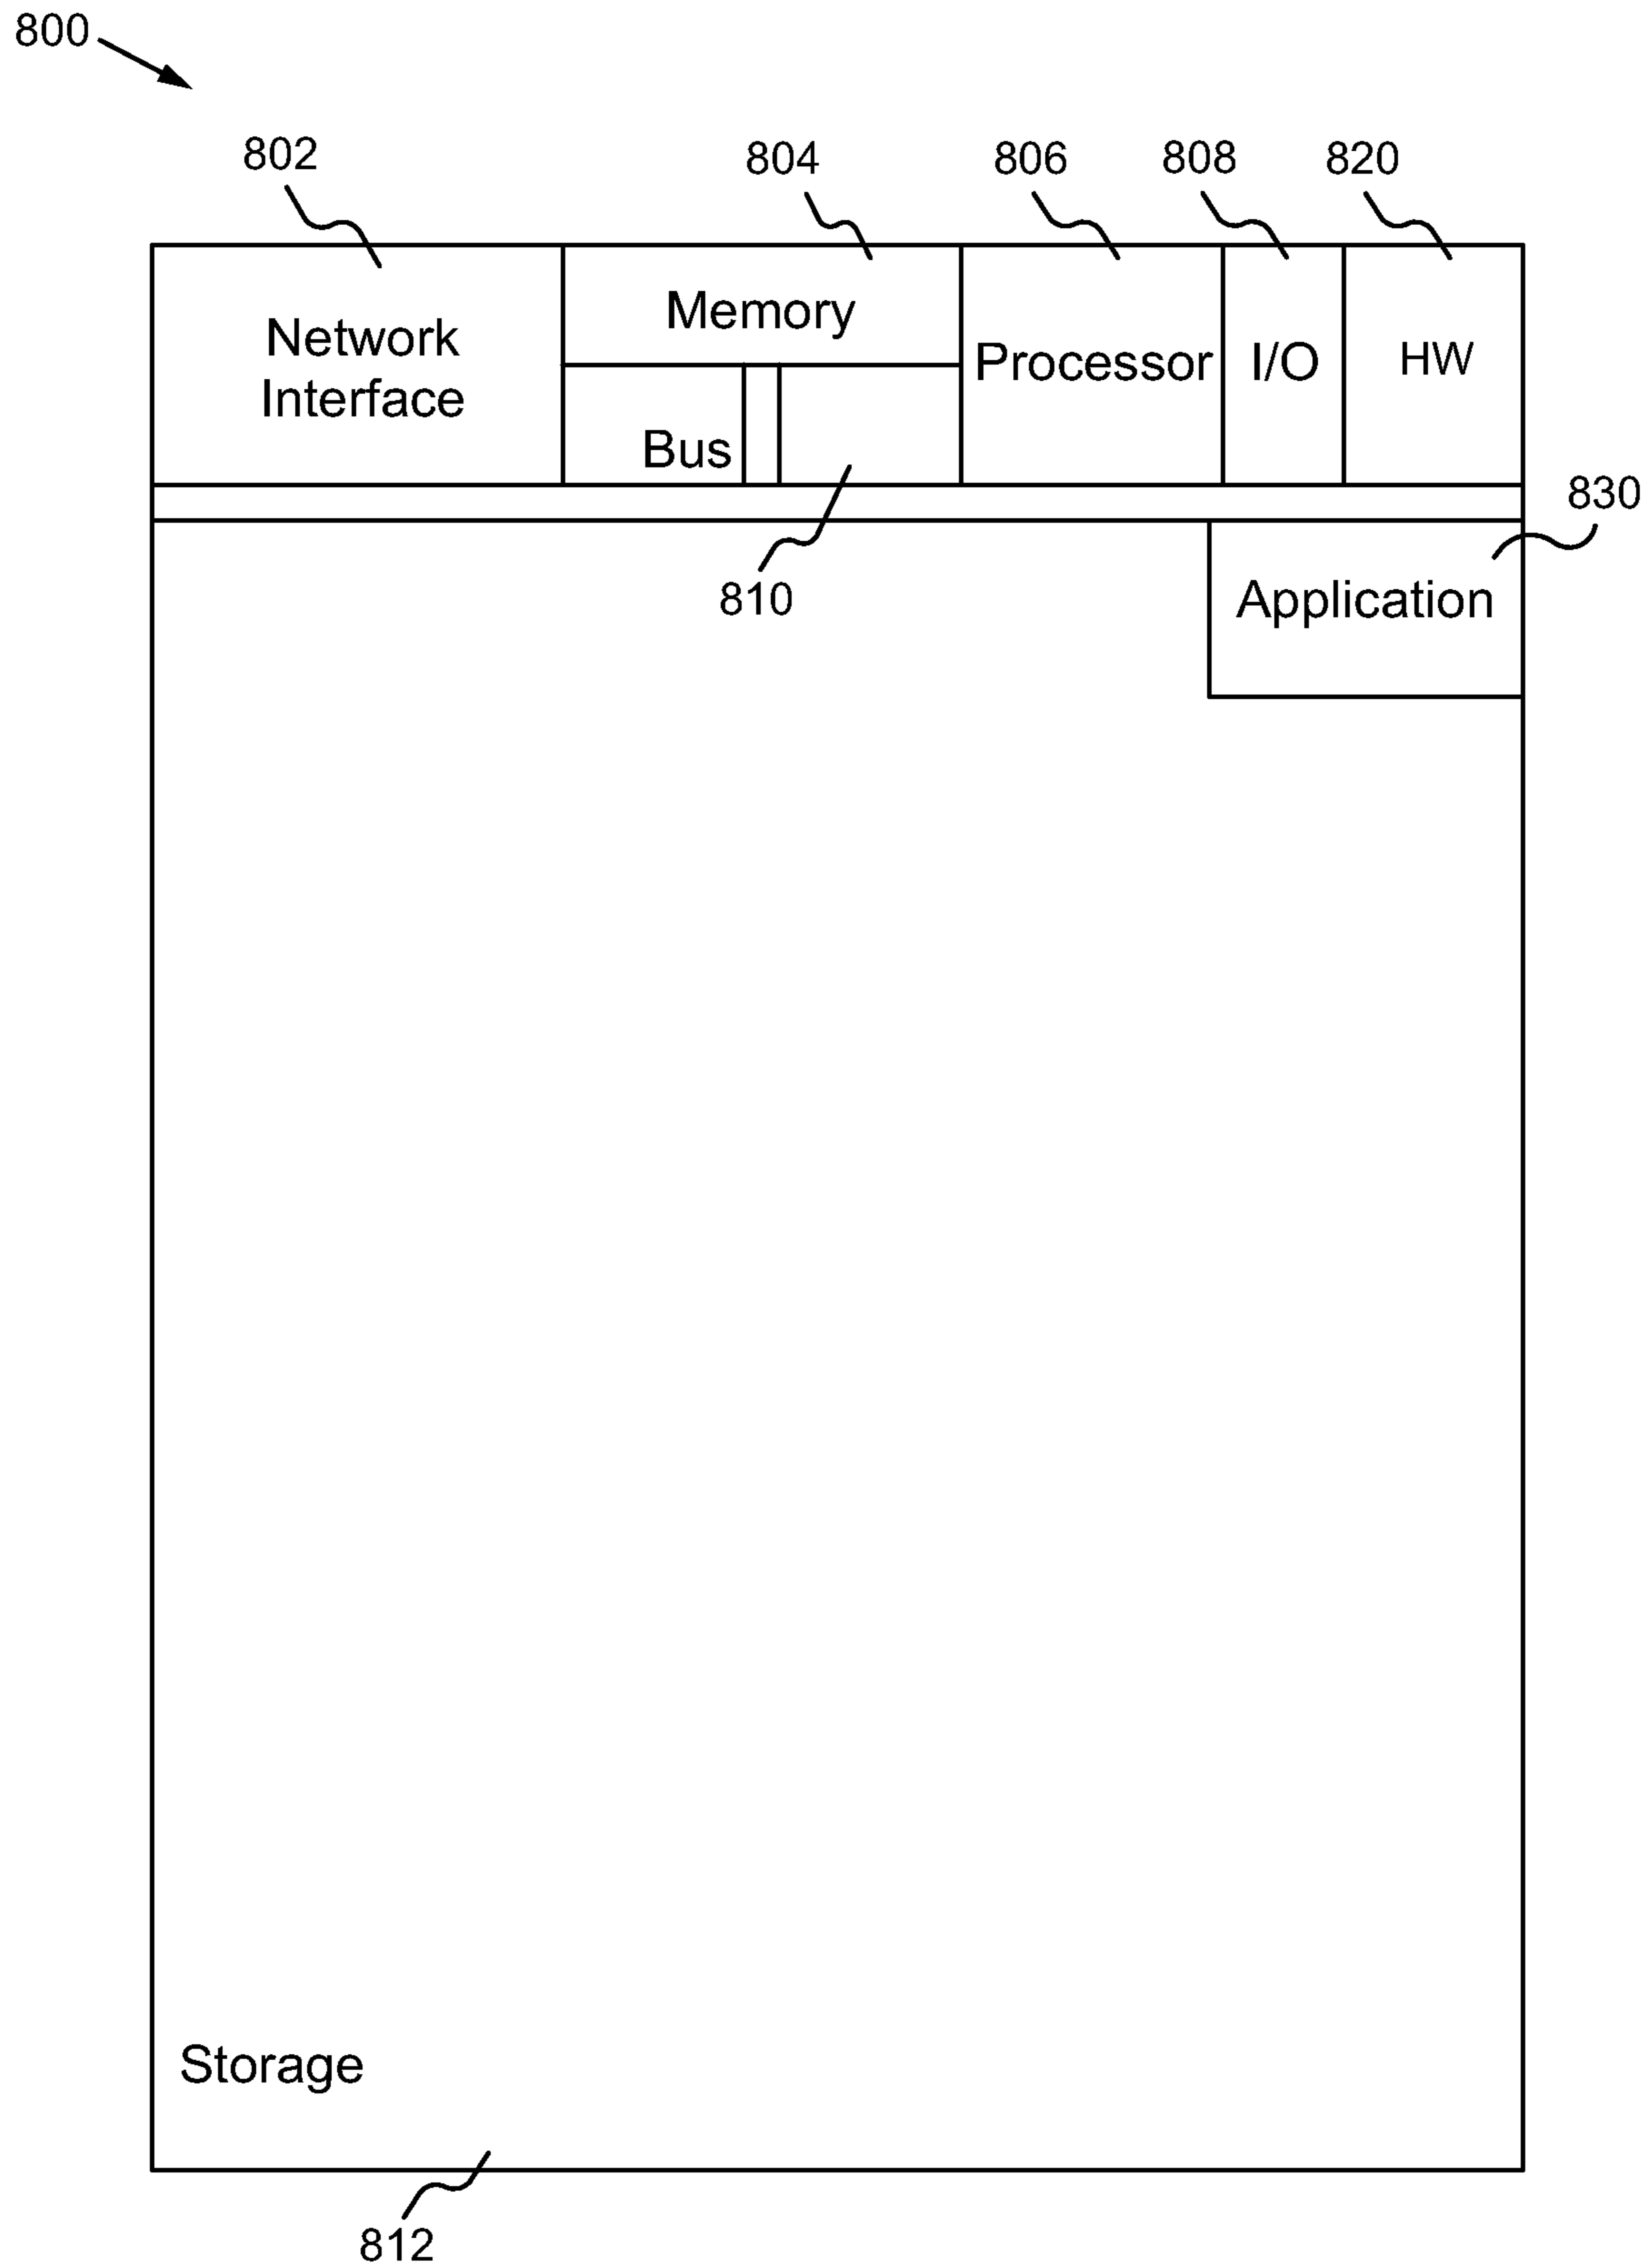 800
802
804
806
808
820
Network
Interface
Memory
Processor
I/O
HW
Bus
830
810
Application
Storage
812